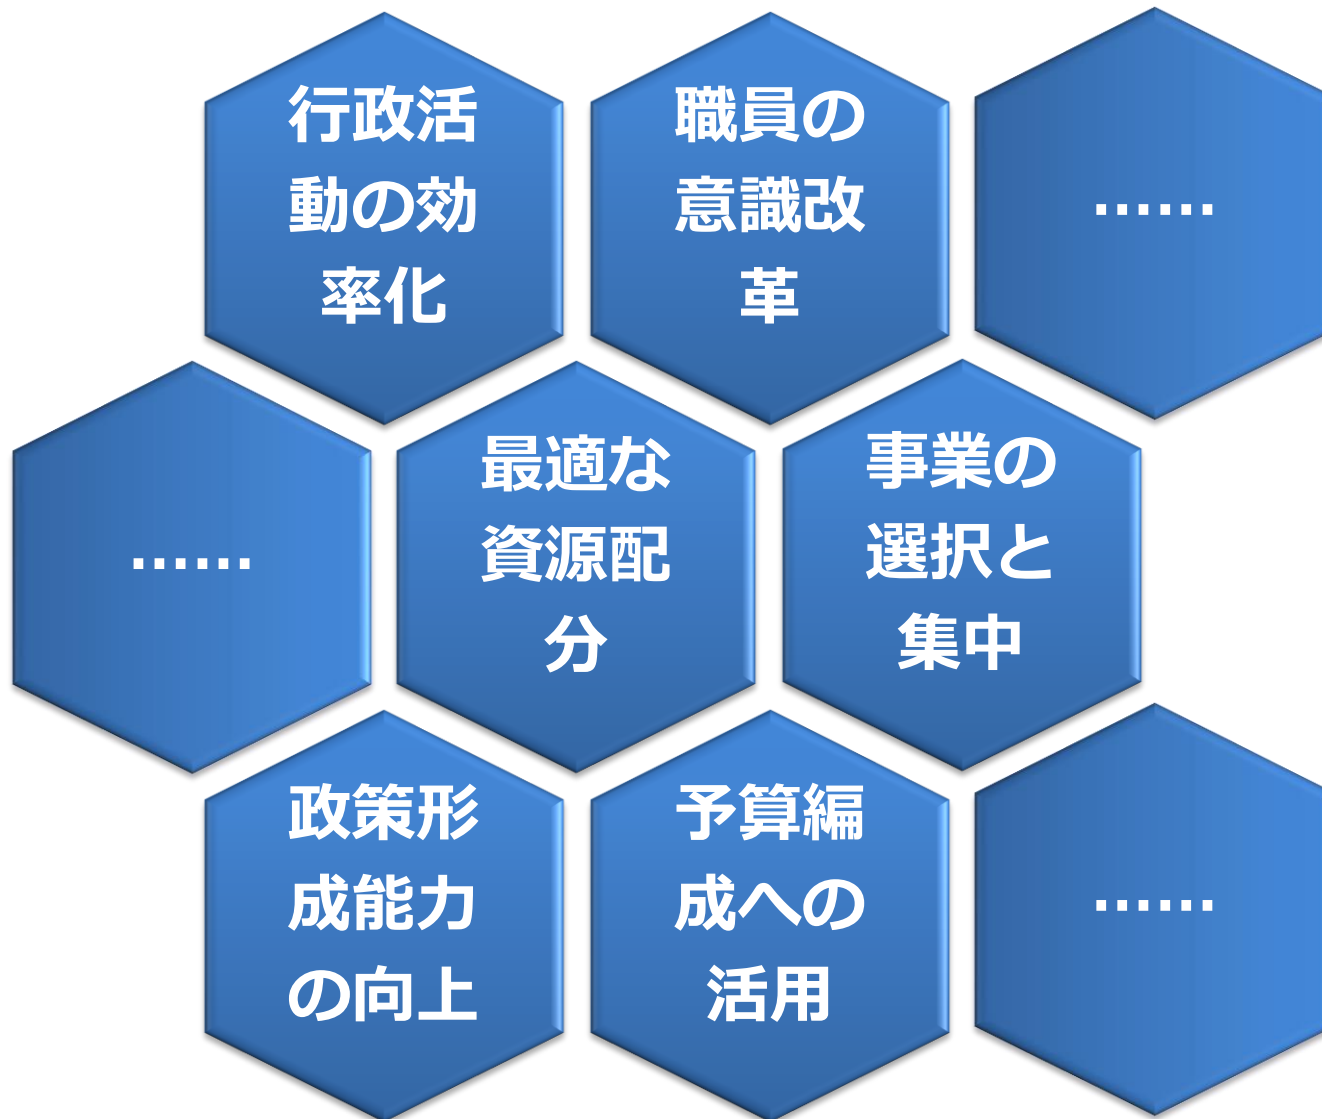 行政活
動の効
率化
職員の
意識改
革
……
……
最適な
資源配
分
事業の
選択と
集中
政策形
成能力
の向上
予算編
成への
活用
……